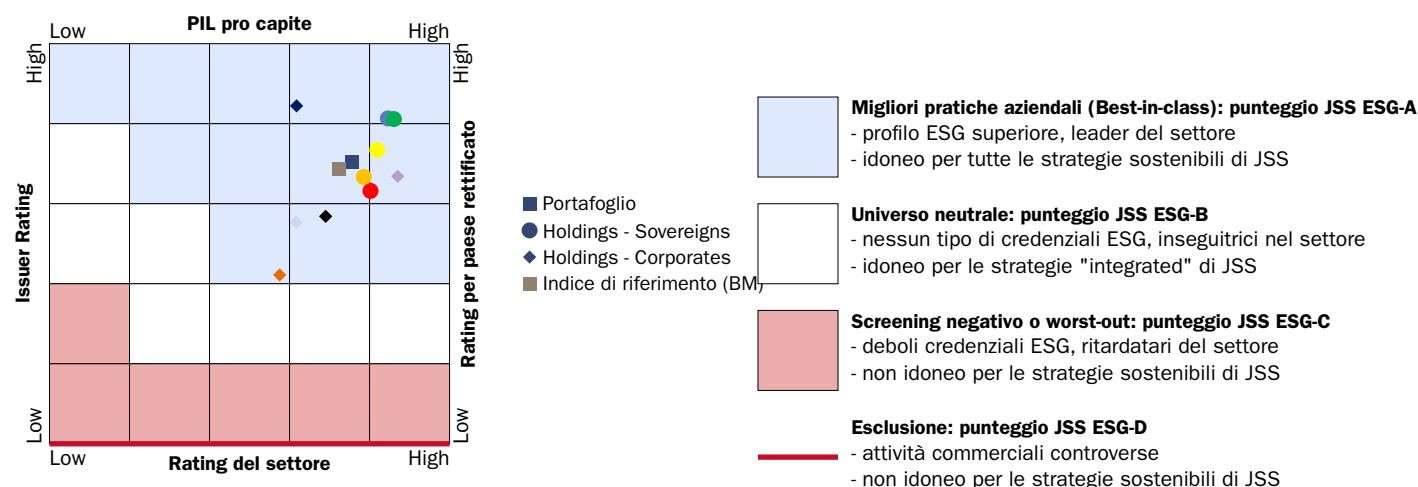 PIL pro capite
Low
High
High
High
Issuer Rating
Rating per paese rettificato
Low
Low
Low
High
Rating del settore
Portafoglio
Holdings - Sovereigns
Holdings - Corporates
Indice di riferimento (BM)
Migliori pratiche aziendali (Best-in-class): punteggio JSS ESG-A
- profilo ESG superiore, leader del settore
- idoneo per tutte le strategie sostenibili di JSS
Universo neutrale: punteggio JSS ESG-B
- nessun tipo di credenziali ESG, inseguitrici nel settore
- idoneo per le strategie "integrated" di JSS
Screening negativo o worst-out: punteggio JSS ESG-C
- deboli credenziali ESG, ritardatari del settore
- non idoneo per le strategie sostenibili di JSS
Esclusione: punteggio JSS ESG-D
- attività commerciali controverse
- non idoneo per le strategie sostenibili di JSS